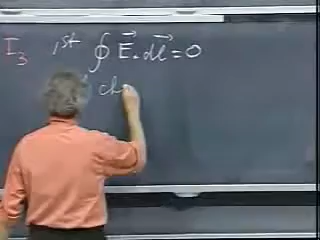 I₃ 1st ∮ E⃗ · dl⃗ = 0
ch